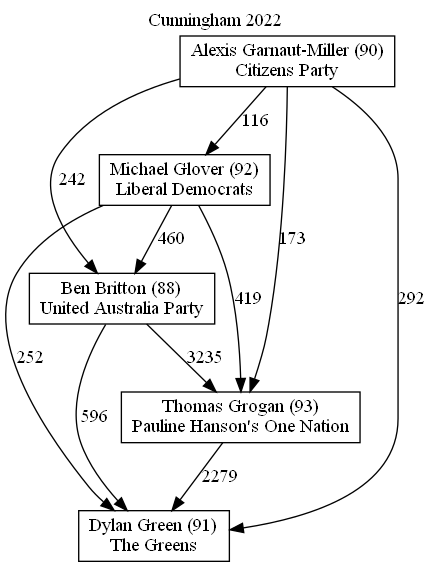 Cunningham 2022
Alexis Garnaut-Miller (90)
Citizens Party
116
Michael Glover (92)
Liberal Democrats
242
460
173
419
292
Ben Britton (88)
United Australia Party
252
3235
596
Thomas Grogan (93)
Pauline Hanson's One Nation
2279
Dylan Green (91)
The Greens